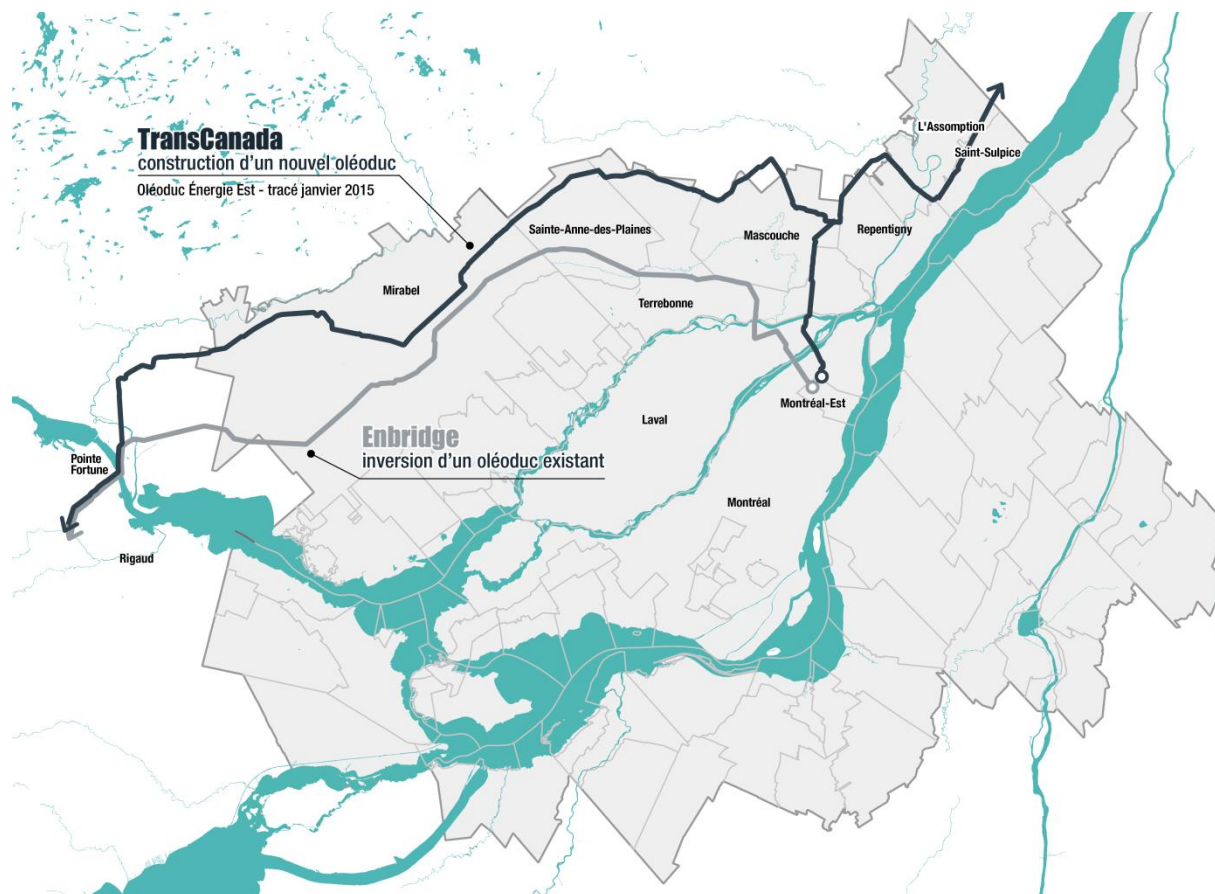 TransCanada
construction d'un nouvel oléoduc
Oléoduc Énergie Est - tracé janvier 2015
L'Assomption
Saint-Sulpice
Sainte-Anne-des-Plaines
Mascouche
Repentigny
Mirabel
Terrebonne
Montréal-Est
Laval
Enbridge
inversion d'un oléoduc existant
Pointe
Fortune
Montréal
Rigaud